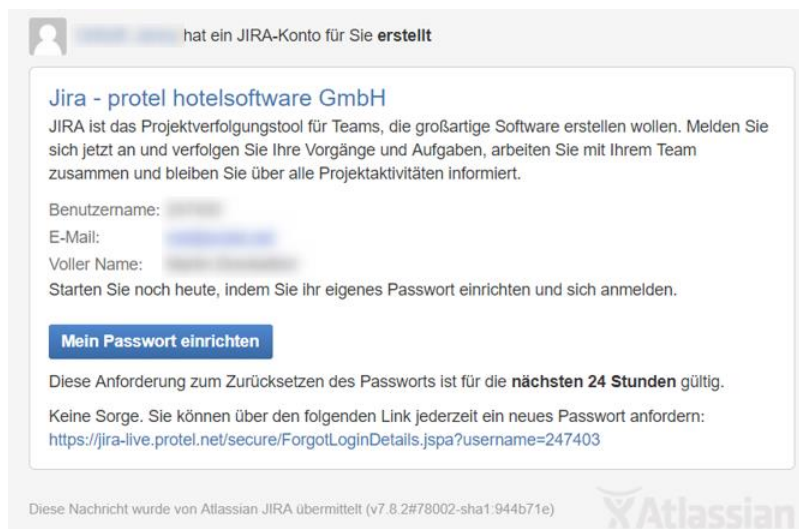 hat ein JIRA-Konto für Sie erstellt
Jira - protel hotelsoftware GmbH
JIRA ist das Projektverfolgungstool für Teams, die großartige Software erstellen wollen. Melden Sie
sich jetzt an und verfolgen Sie Ihre Vorgänge und Aufgaben, arbeiten Sie mit Ihrem Team
zusammen und bleiben Sie über alle Projektaktivitäten informiert.
Benutzername:
E-Mail:
Voller Name:
Starten Sie noch heute, indem Sie ihr eigenes Passwort einrichten und sich anmelden.
Mein Passwort einrichten
Diese Anforderung zum Zurücksetzen des Passworts ist für die nächsten 24 Stunden gültig.
Keine Sorge. Sie können über den folgenden Link jederzeit ein neues Passwort anfordern:
https://jira-live.protel.net/secure/ForgotLoginDetails.jspa?username=247403
Diese Nachricht wurde von Atlassian JIRA übermittelt (v7.8.2#78002-sha1:944b71e)
Atlassian